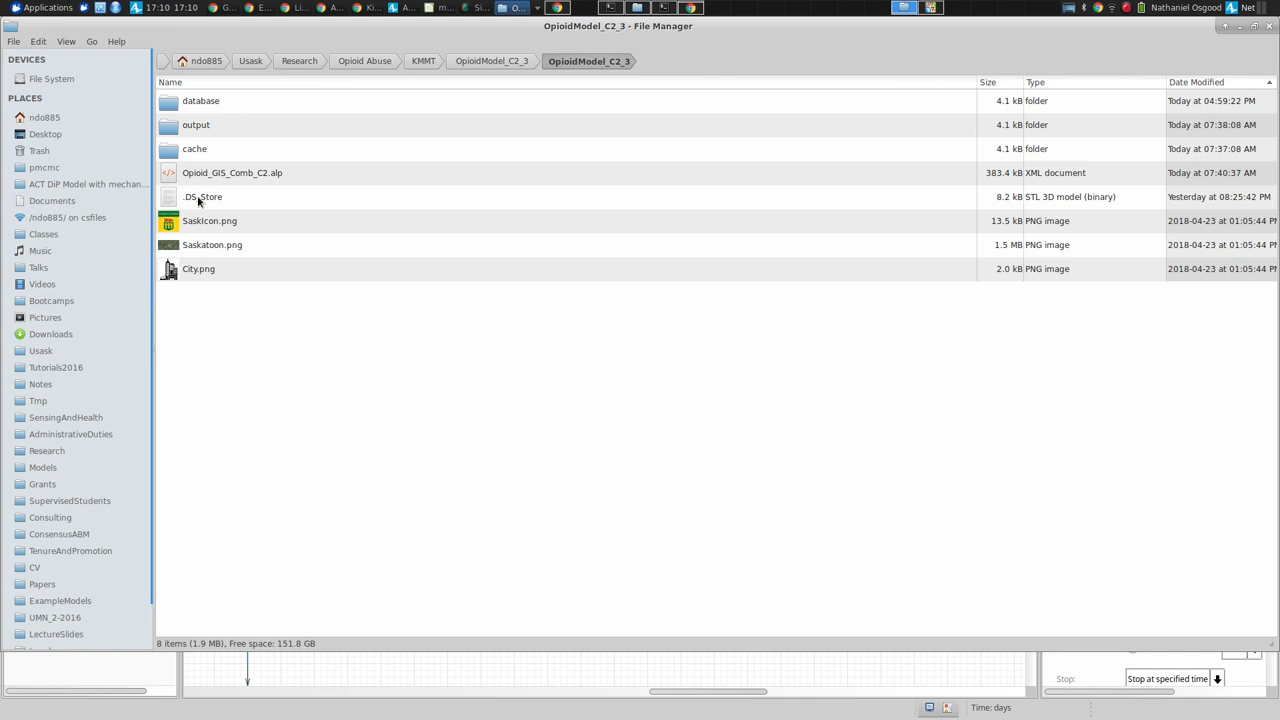 Applications 17:10 17:10 G... E... Li... A... Ki... A... m... Si... O... Nathaniel Osgood Net
OpioidModel_C2_3 - File Manager
File Edit View Go Help
DEVICES
File System
PLACES
ndo885
Desktop
Trash
pmcmc
ACT DiP Model with mechan...
Documents
/ndo885/ on csfiles
Classes
Music
Talks
Videos
Bootcamps
Pictures
Downloads
Usask
Tutorials2016
Notes
Tmp
SensingAndHealth
AdministrativeDuties
Research
Models
Grants
SupervisedStudents
Consulting
ConsensusABM
TenureAndPromotion
CV
Papers
ExampleModels
UMN_2-2016
LectureSlides
ndo885 Usask Research Opioid Abuse KMMT OpioidModel_C2_3 OpioidModel_C2_3
Name Size Type Date Modified
database 4.1 kB folder Today at 04:59:22 PM
output 4.1 kB folder Today at 07:38:08 AM
cache 4.1 kB folder Today at 07:37:08 AM
Opioid_GIS_Comb_C2.alp 383.4 kB XML document Today at 07:40:37 AM
.DS_Store 8.2 kB STL 3D model (binary) Yesterday at 08:25:42 PM
SaskIcon.png 13.5 kB PNG image 2018-04-23 at 01:05:44 PM
Saskatoon.png 1.5 MB PNG image 2018-04-23 at 01:05:44 PM
City.png 2.0 kB PNG image 2018-04-23 at 01:05:44 PM
8 items (1.9 MB), Free space: 151.8 GB
Stop: Stop at specified time
Time: days